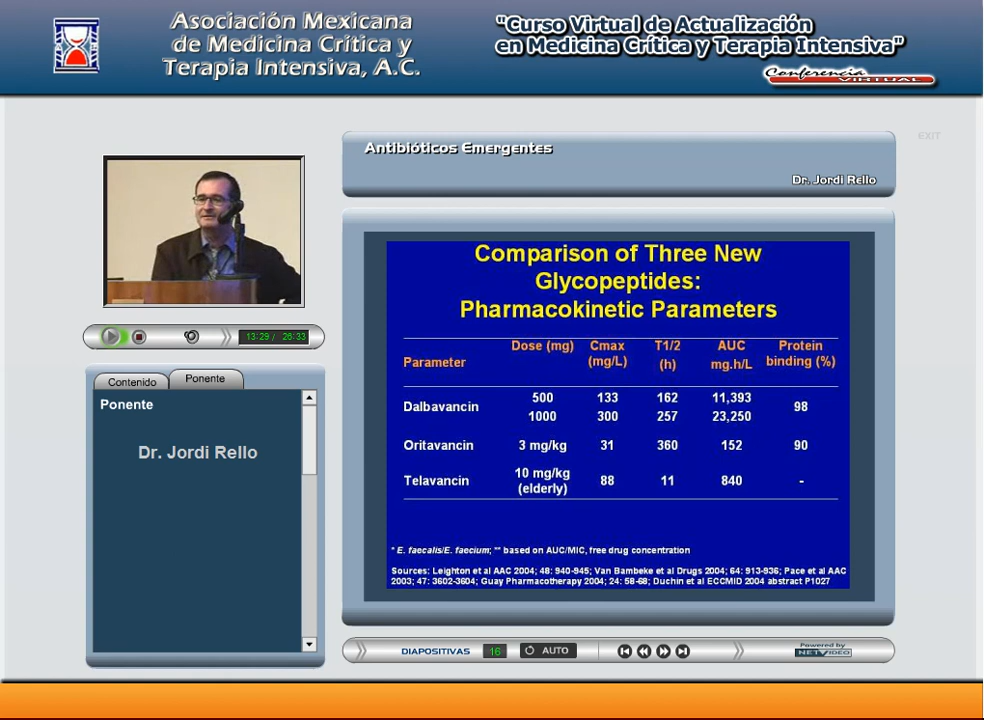 Asociación Mexicana
de Medicina Crítica y
Terapia Intensiva, A.C.
"Curso Virtual de Actualización
en Medicina Crítica y Terapia Intensiva"
Conferencia
VIRTUAL
EXIT
Antibióticos Emergentes
Dr. Jordi Rello
13:29 / 26:33
Contenido
Ponente
Ponente
Dr. Jordi Rello
Comparison of Three New
Glycopeptides:
Pharmacokinetic Parameters
Parameter Dose (mg) Cmax (mg/L) T1/2 (h) AUC mg.h/L Protein binding (%)
Dalbavancin 500 133 162 11,393 98
1000 300 257 23,250
Oritavancin 3 mg/kg 31 360 152 90
Telavancin 10 mg/kg (elderly) 88 11 840 -
* E. faecalis/E. faecium; ** based on AUC/MIC, free drug concentration
Sources: Leighton et al AAC 2004; 48: 940-945; Van Bambeke et al Drugs 2004; 64: 913-936; Pace et al AAC
2003; 47: 3602-3604; Guay Pharmacotherapy 2004; 24: 58-68; Duchin et al ECCMID 2004 abstract P1027
DIAPOSITIVAS 16 AUTO
Powered by
NETVIDEO